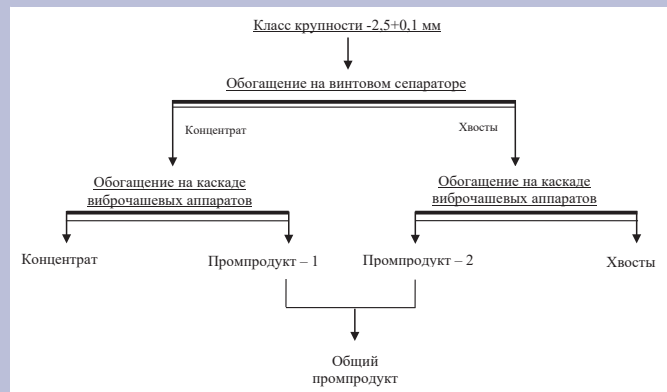 Класс крупности -2,5+0,1 мм
Обогащение на винтовом сепараторе
Концентрат
Хвосты
Обогащение на каскаде
виброчашевых аппаратов
Обогащение на каскаде
виброчашевых аппаратов
Концентрат
Промпродукт – 1
Промпродукт – 2
Хвосты
Общий
промпродукт